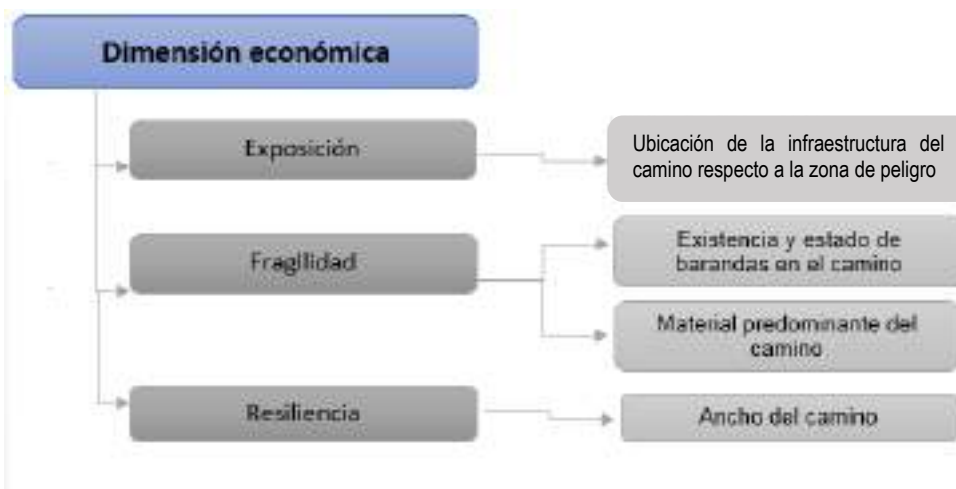 Dimensión económica
Exposición
Ubicación de la infraestructura del
camino respecto a la zona de peligro
Fragilidad
Existencia y estado de
barandas en el camino
Material predominante del
camino
Resiliencia
Ancho del camino